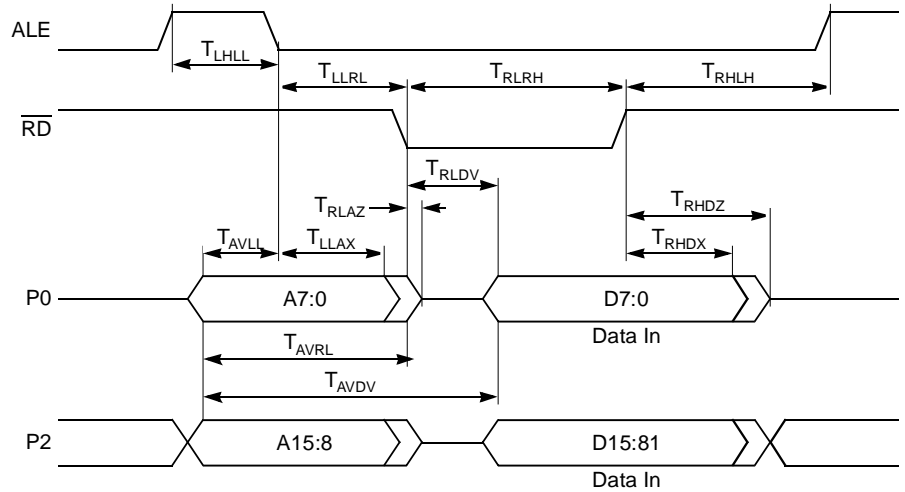 ALE
TLHLL
TLLRL
TRLRH
TRHLH
RD
TRLDV
TRLAZ
TRHDZ
TAVLL
TLLAX
TRHDX
P0
A7:0
D7:0
Data In
TAVRL
TAVDV
P2
A15:8
D15:81
Data In